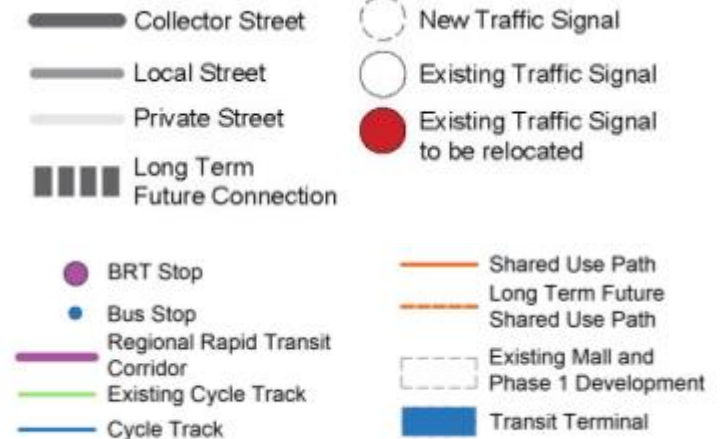 Collector Street
Local Street
Private Street
Long Term
Future Connection
New Traffic Signal
Existing Traffic Signal
Existing Traffic Signal
to be relocated
BRT Stop
Bus Stop
Regional Rapid Transit
Corridor
Existing Cycle Track
Cycle Track
Shared Use Path
Long Term Future
Shared Use Path
Existing Mall and
Phase 1 Development
Transit Terminal